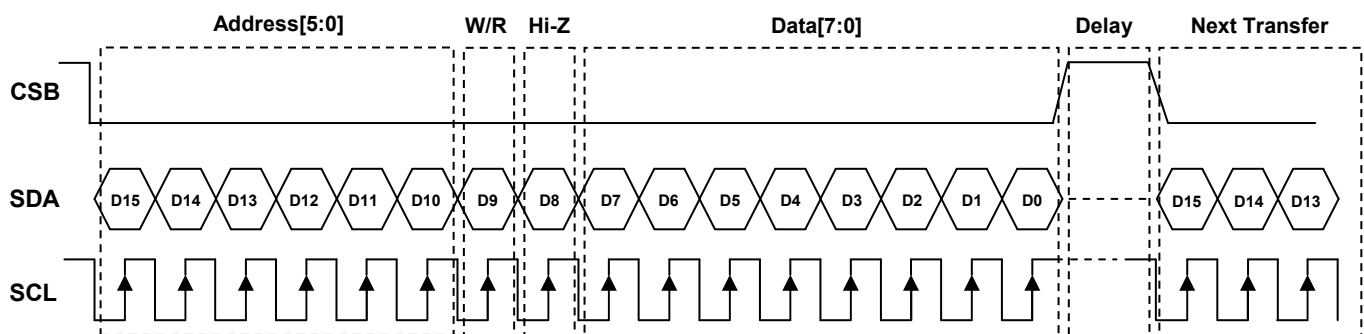 Address[5:0] W/R Hi-Z Data[7:0] Delay Next Transfer
CSB
SDA D15 D14 D13 D12 D11 D10 D9 D8 D7 D6 D5 D4 D3 D2 D1 D0 D15 D14 D13
SCL